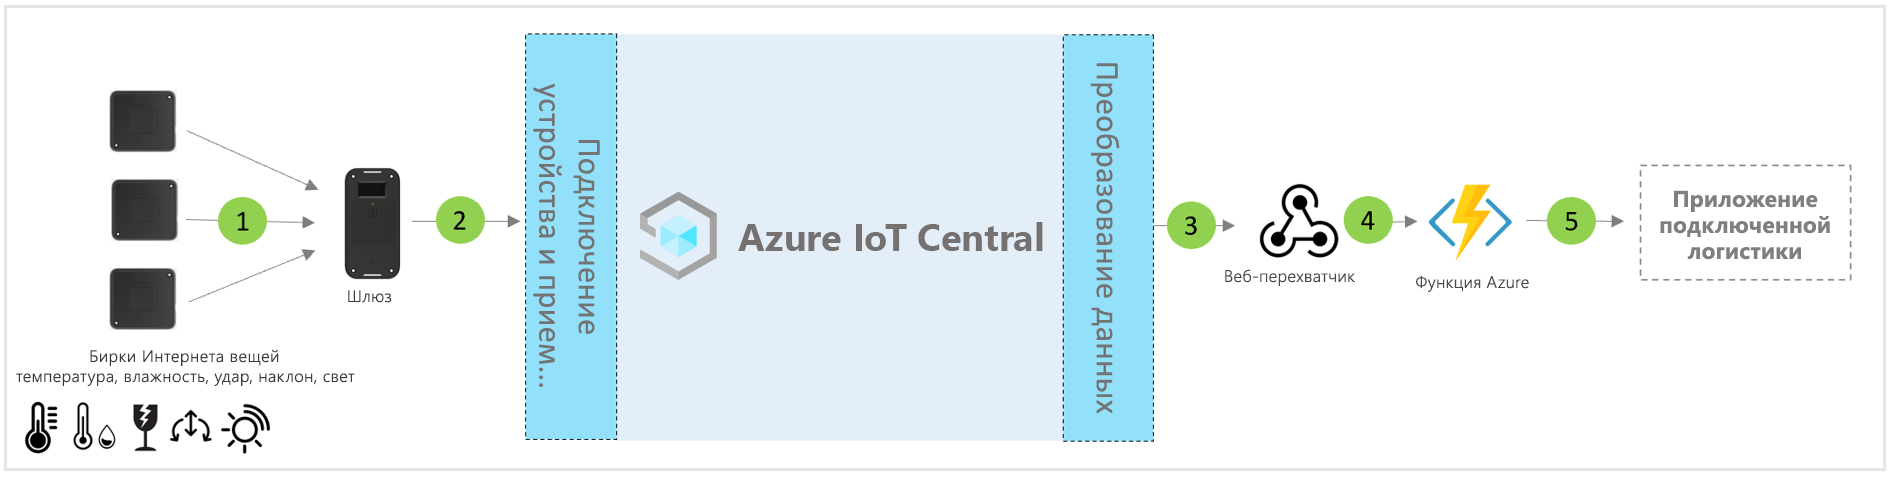 1
Шлюз
Бирки Интернета вещей
температура, влажность, удар, наклон, свет
2
Подключение
устройства и прием...
Azure IoT Central
Преобразование данных
3
Веб-перехватчик
4
Функция Azure
5
Приложение
подключенной
логистики